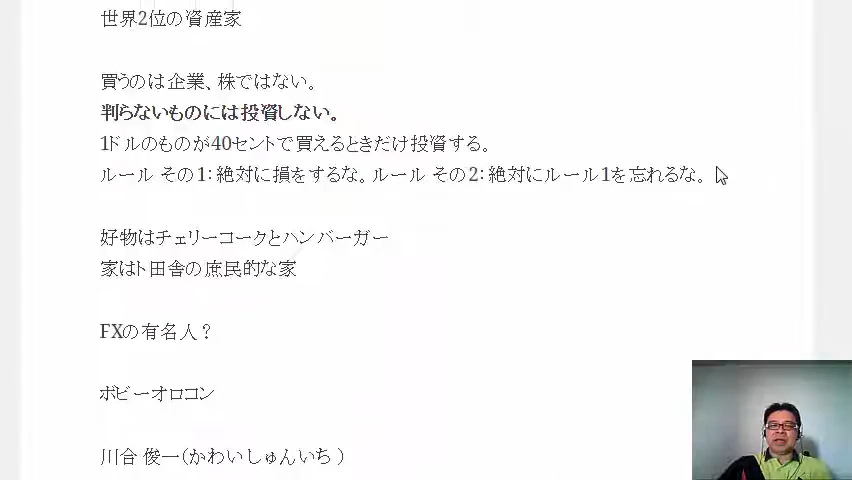 世界2位の資産家
買うのは企業、株ではない。
判らないものには投資しない。
1ドルのものが40セントで買えるときだけ投資する。
ルール その1：絶対に損をするな。ルール その2：絶対にルール1を忘れるな。
好物はチェリーコークとハンバーガー
家はト田舎の庶民的な家
FXの有名人？
ボビーオロコン
川合 俊一（かわい しゅんいち ）